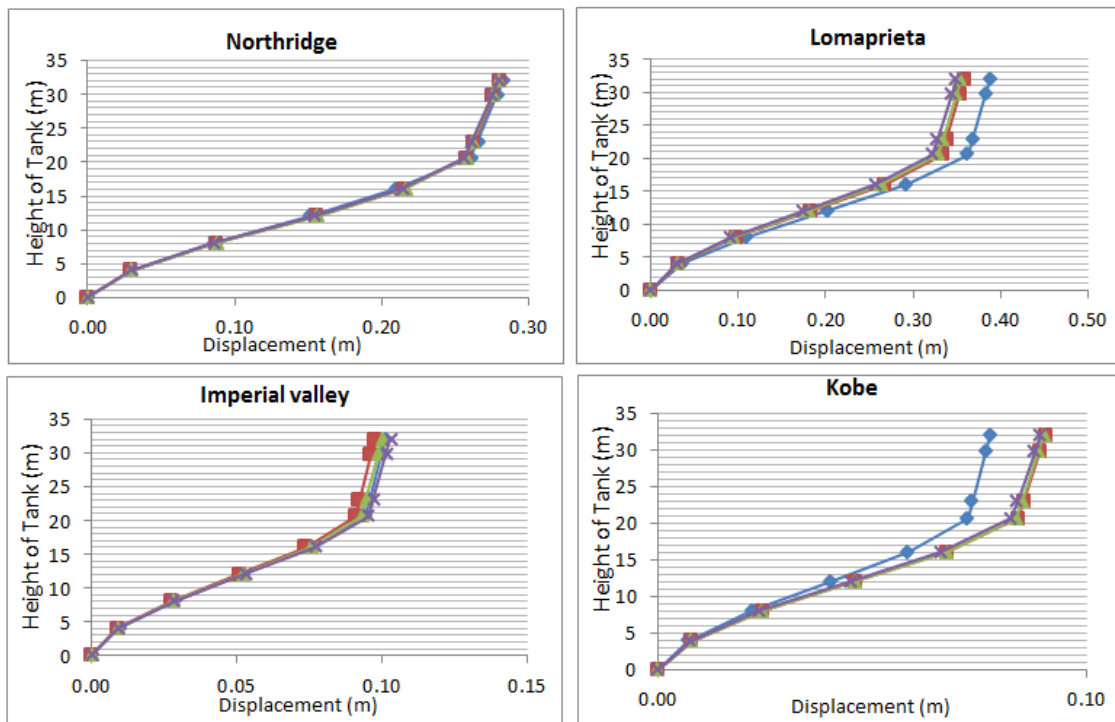 Northridge
Height of Tank (m)
35
30
25
20
15
10
5
0
0.00 0.10 0.20 0.30
Displacement (m)
Lomaprieta
Height of Tank (m)
35
30
25
20
15
10
5
0
0.00 0.10 0.20 0.30 0.40 0.50
Displacement (m)
Imperial valley
Height of Tank (m)
35
30
25
20
15
10
5
0
0.00 0.05 0.10 0.15
Displacement (m)
Kobe
Height of Tank (m)
35
30
25
20
15
10
5
0
0.00 0.10
Displacement (m)